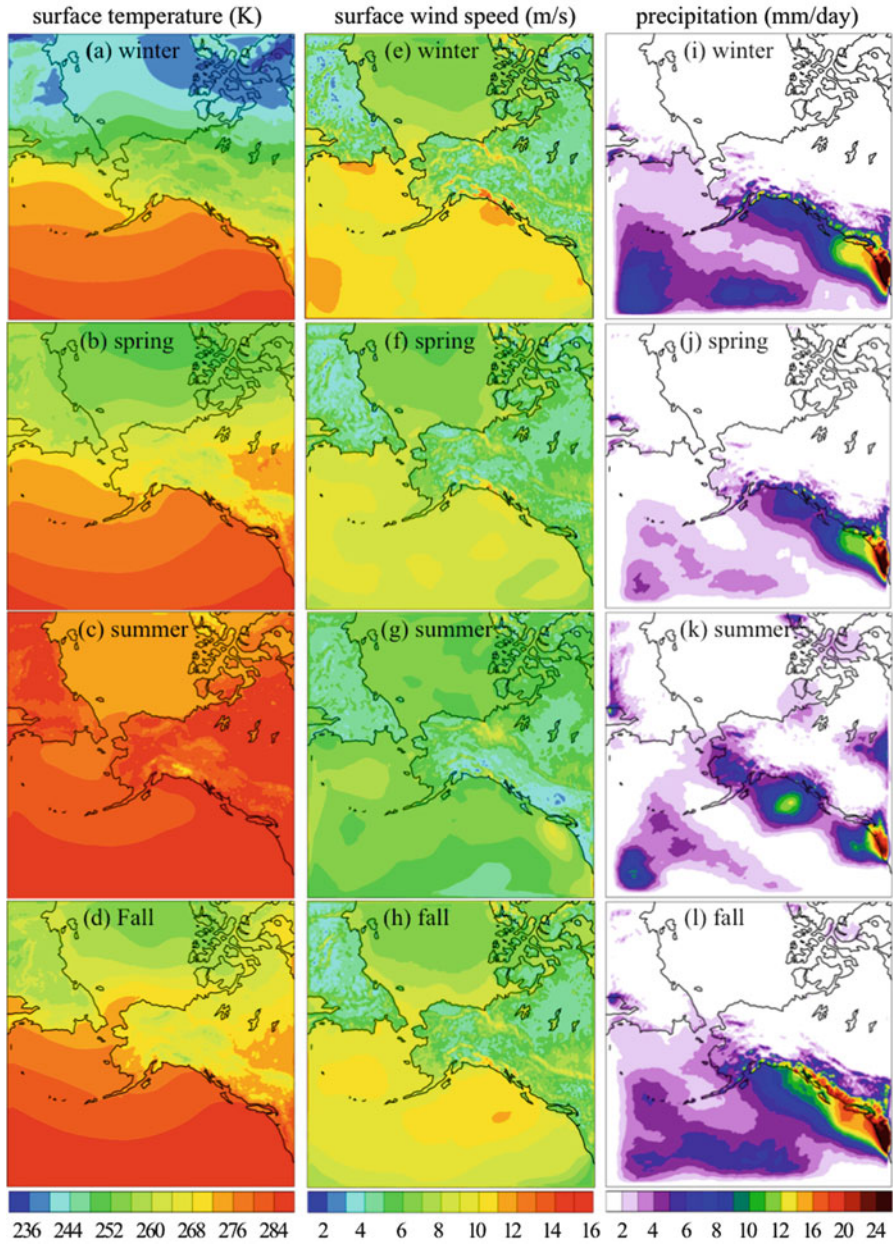 surface temperature (K) surface wind speed (m/s) precipitation (mm/day)
(a) winter (e) winter (i) winter
(b) spring (f) spring (j) spring
(c) summer (g) summer (k) summer
(d) Fall (h) fall (l) fall
236 244 252 260 268 276 284 2 4 6 8 10 12 14 16 2 4 6 8 10 12 16 20 24